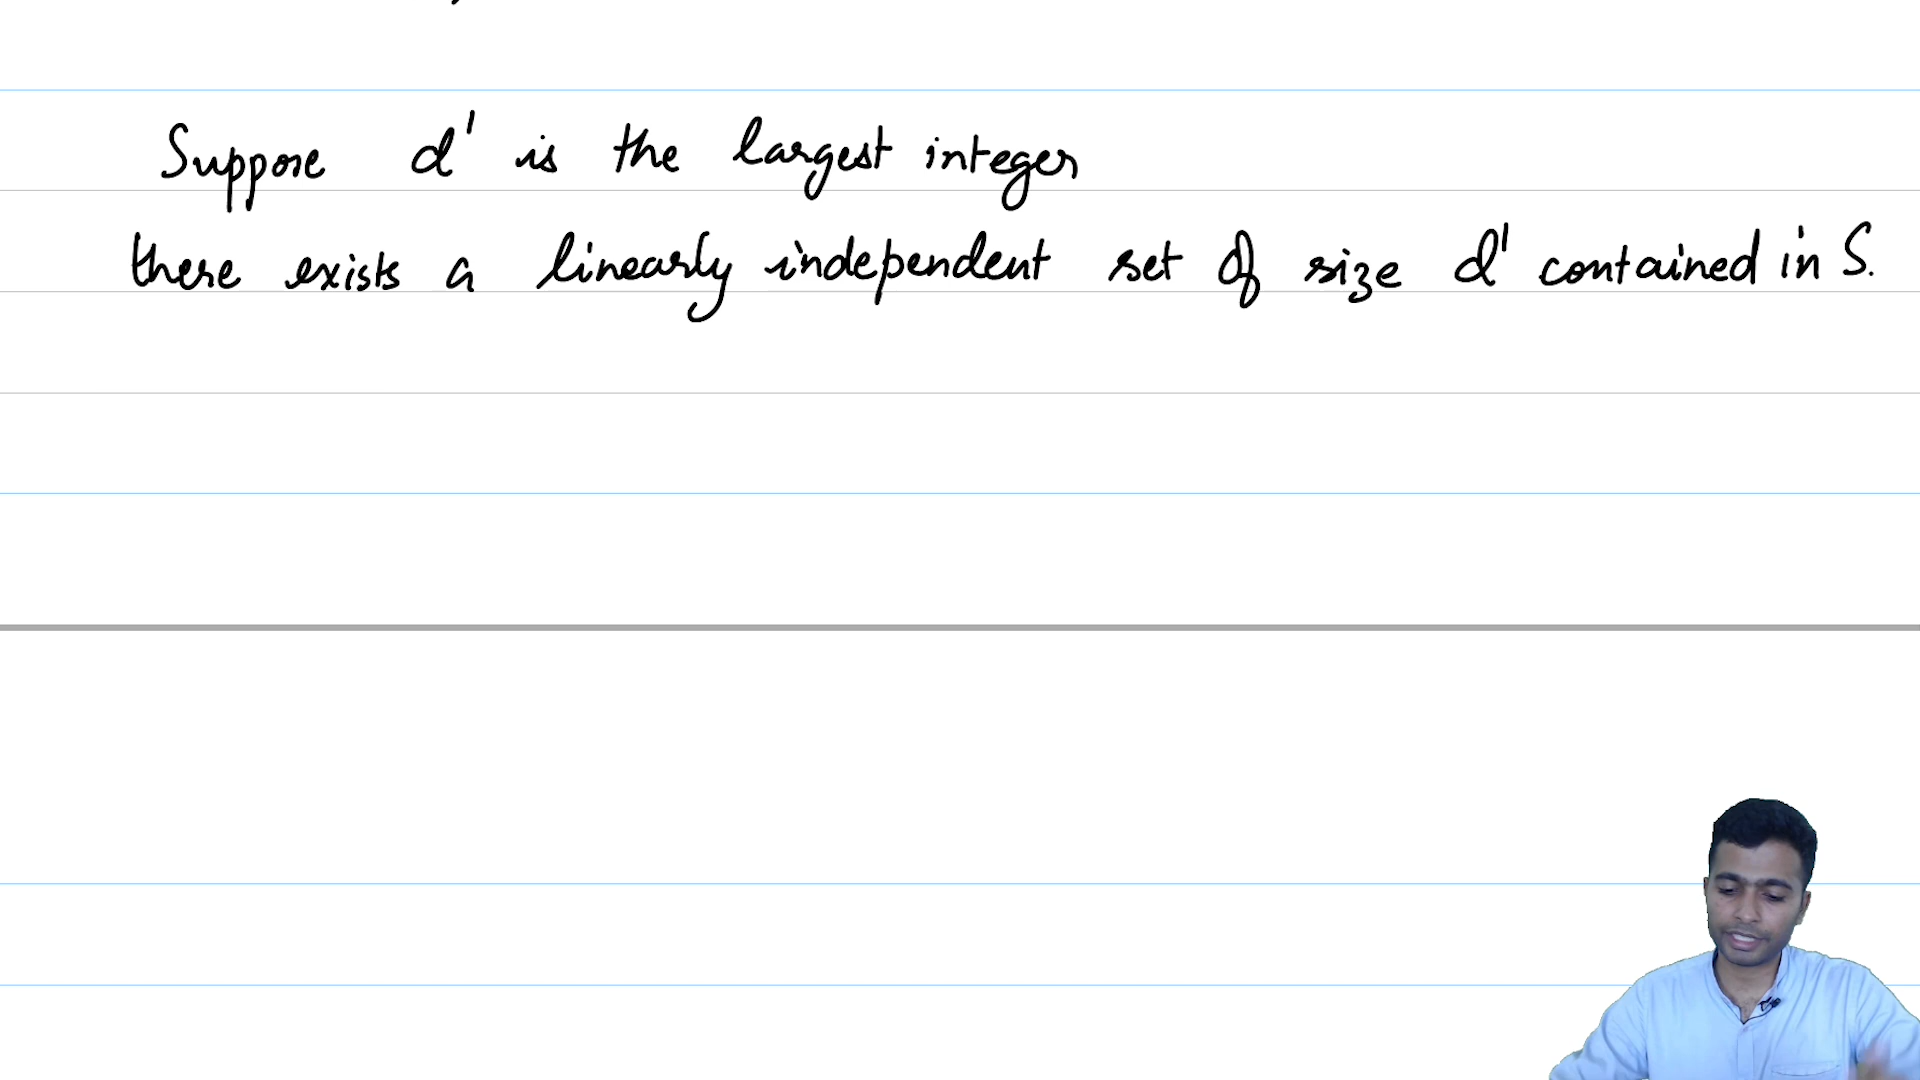 Suppose d' is the largest integer
there exists a linearly independent set of size d' contained in S.